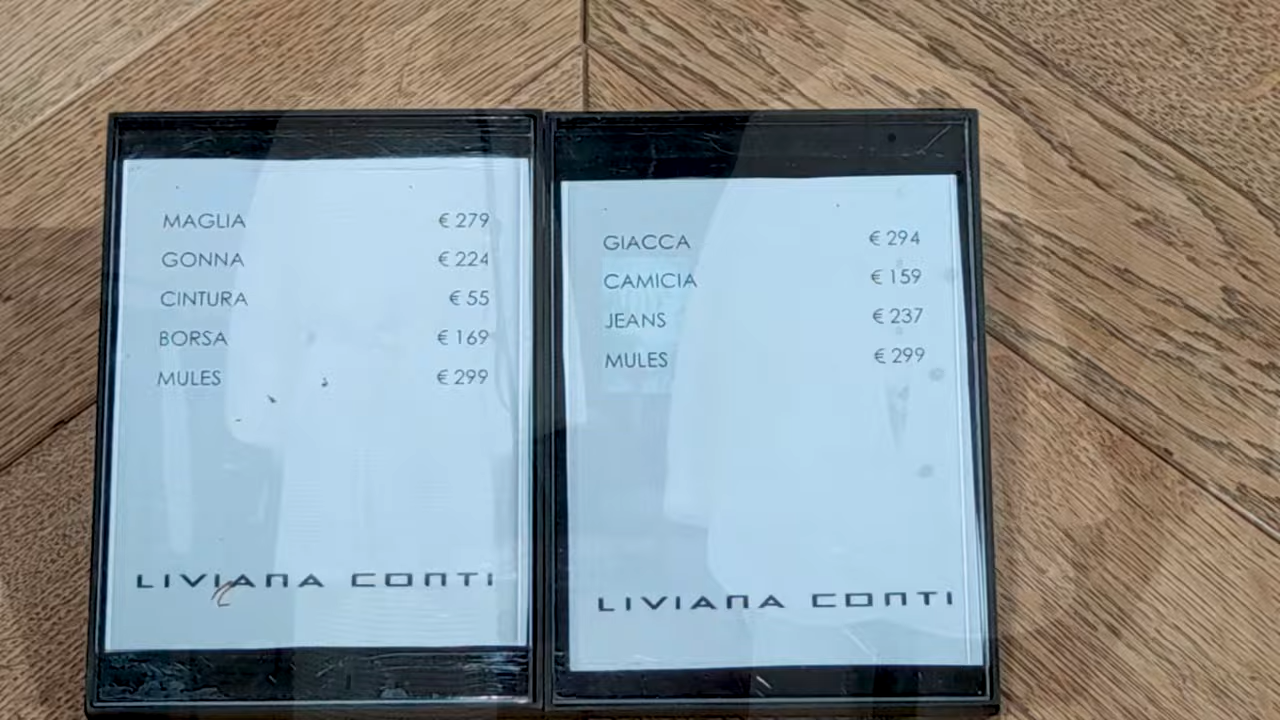 MAGLIA € 279
GONNA € 224
CINTURA € 55
BORSA € 169
MULES € 299
LIVIANA CONTI
GIACCA € 294
CAMICIA € 159
JEANS € 237
MULES € 299
LIVIANA CONTI